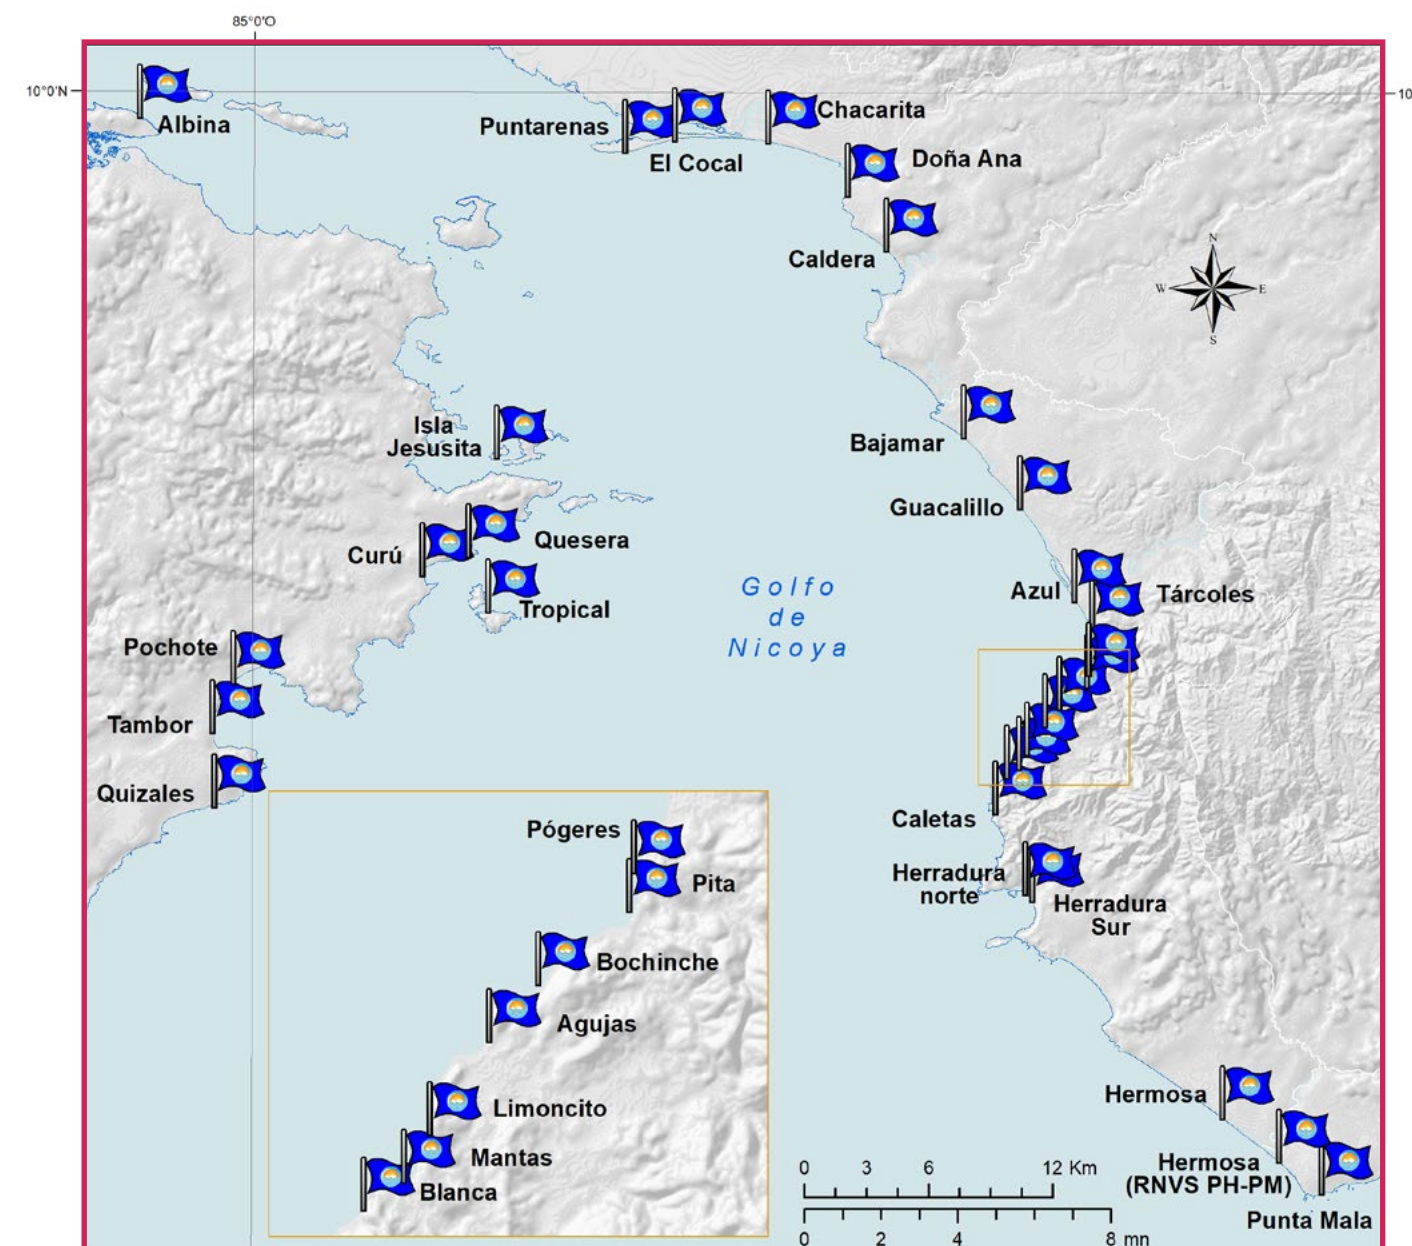 85°0'O
10°0'N
10
Albina
Puntarenas
El Cocal
Chacarita
Doña Ana
Caldera
N
W
E
S
Isla
Jesusita
Bajamar
Guacalillo
Curú
Quesera
Tropical
Golfo
de
Nicoya
Azul
Tárcoles
Pochote
Tambor
Quizales
Caletas
Herradura
norte
Herradura
Sur
Pógeres
Pita
Bochinche
Agujas
Limoncito
Mantas
Blanca
Hermosa
Hermosa
(RNVS PH-PM)
Punta Mala
0 3 6 12 Km
0 2 4 8 mn